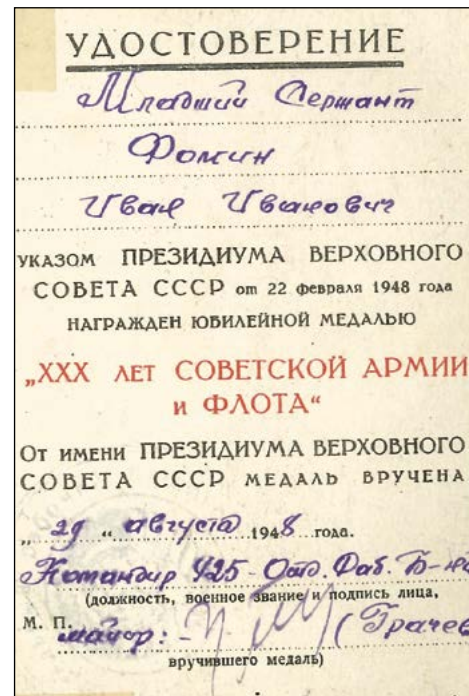 УДОСТОВЕРЕНИЕ
Младший Сержант
Фомин
Иван Иванович
УКАЗОМ ПРЕЗИДИУМА ВЕРХОВНОГО
СОВЕТА СССР от 22 февраля 1948 года
НАГРАЖДЕН ЮБИЛЕЙНОЙ МЕДАЛЬЮ
„XXX ЛЕТ СОВЕТСКОЙ АРМИИ
и ФЛОТА“
От имени ПРЕЗИДИУМА ВЕРХОВНОГО
СОВЕТА СССР МЕДАЛЬ ВРУЧЕНА
„29“ августа 1948 года.
Командир 425 Отд. Раб. Б-на
(должность, военное звание и подпись лица,
М. П. майор: (Грачев
вручившего медаль)